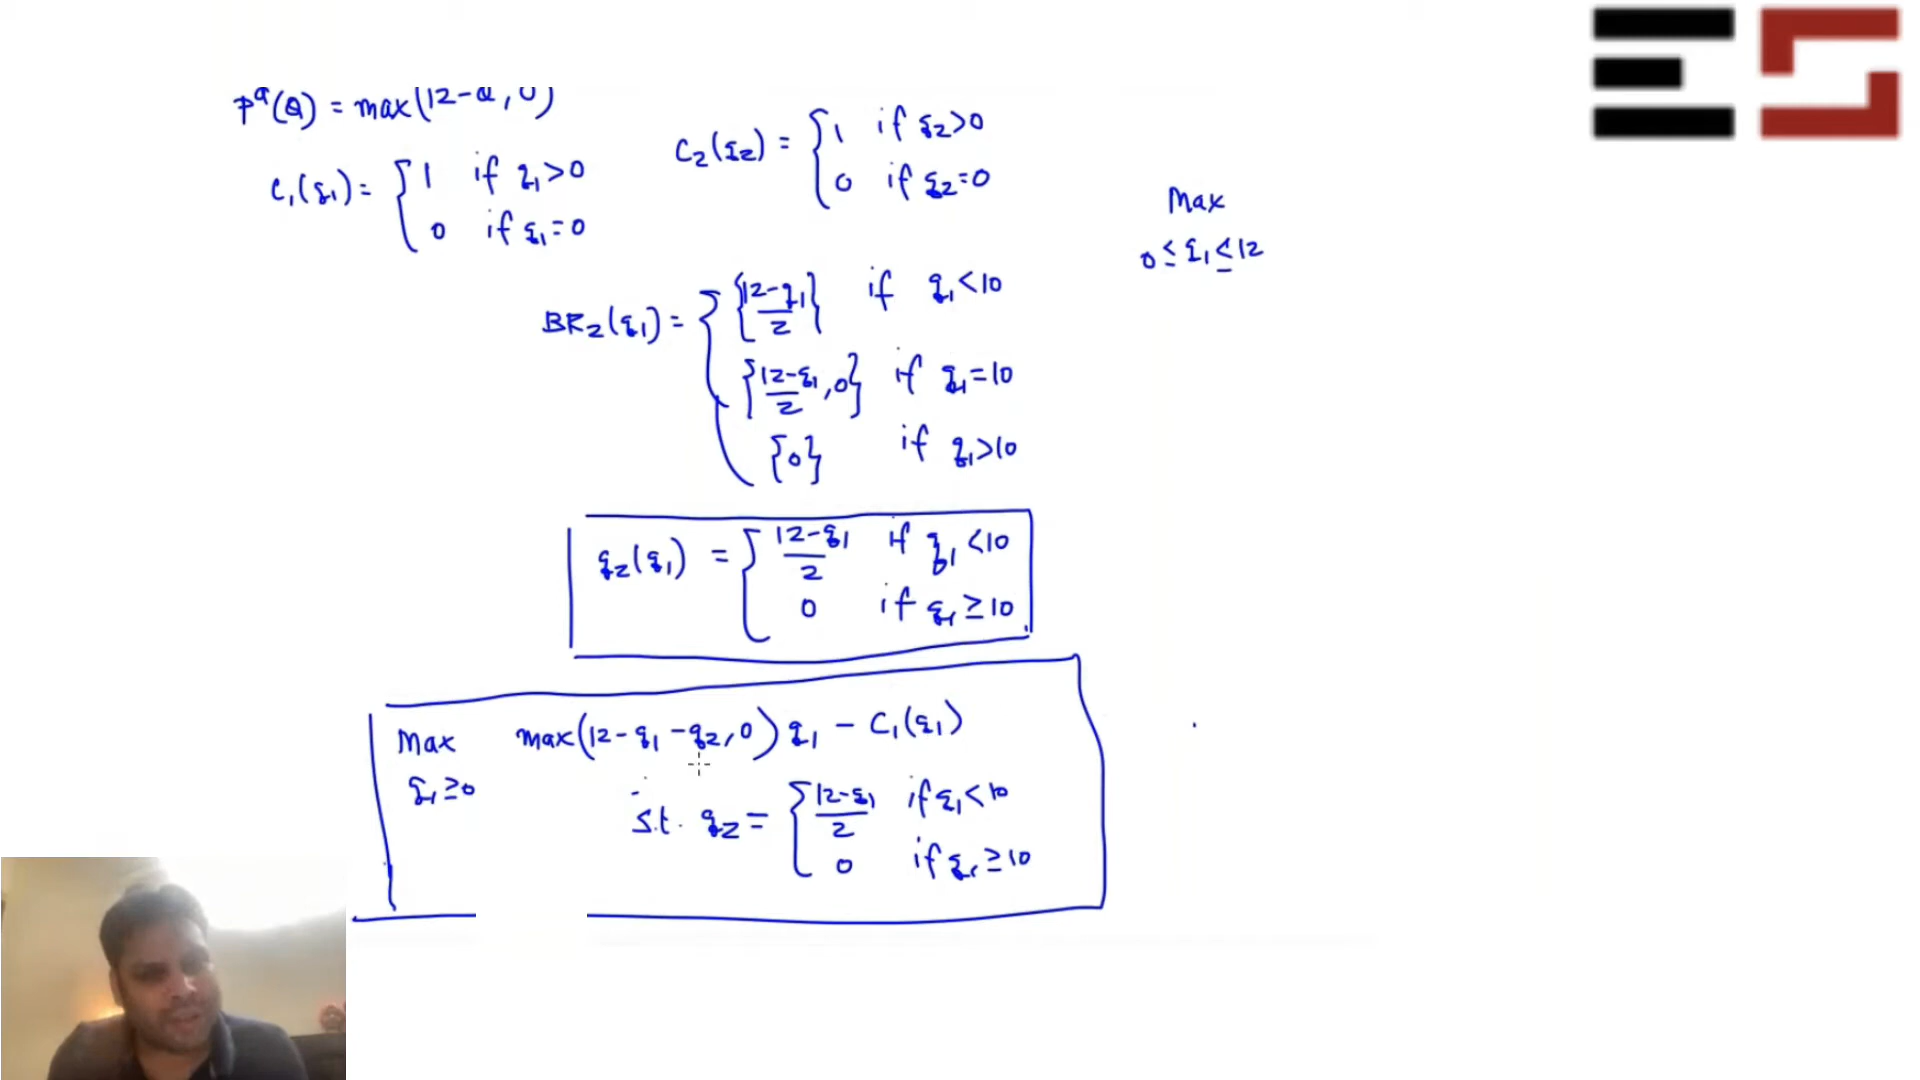 P^d(Q) = max(12-Q, 0)
C₁(q₁) = { 1 if q₁>0
0 if q₁=0
C₂(q₂) = { 1 if q₂>0
0 if q₂=0
Max
0 ≤ q₁ ≤ 12
BR₂(q₁) = { {12-q₁/2} if q₁<10
{12-q₁/2, 0} if q₁=10
{0} if q₁>10
q₂(q₁) = { 12-q₁/2 if q₁<10
0 if q₁≥10
Max max(12-q₁-q₂, 0) q₁ - C₁(q₁)
q₁≥0
s.t. q₂ = { 12-q₁/2 if q₁<10
0 if q₁≥10
ES